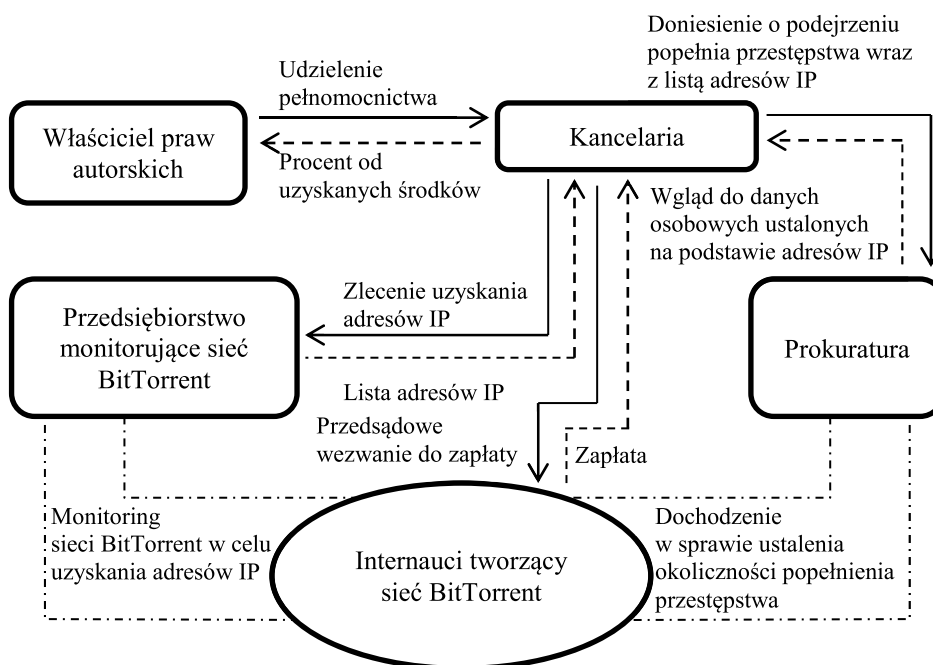 Doniesienie o podejrzeniu
popełnia przestępstwa wraz
z listą adresów IP
Udzielenie
pełnomocnictwa
Właściciel praw
autorskich
Kancelaria
Procent od
uzyskanych środków
Wgląd do danych
osobowych ustalonych
na podstawie adresów IP
Zlecenie uzyskania
adresów IP
Przedsiębiorstwo
monitorujące sieć
BitTorrent
Prokuratura
Lista adresów IP
Przedsądowe
wezwanie do zapłaty
Zapłata
Monitoring
sieci BitTorrent w celu
uzyskania adresów IP
Internauci tworzący
sieć BitTorrent
Dochodzenie
w sprawie ustalenia
okoliczności popełnienia
przestępstwa